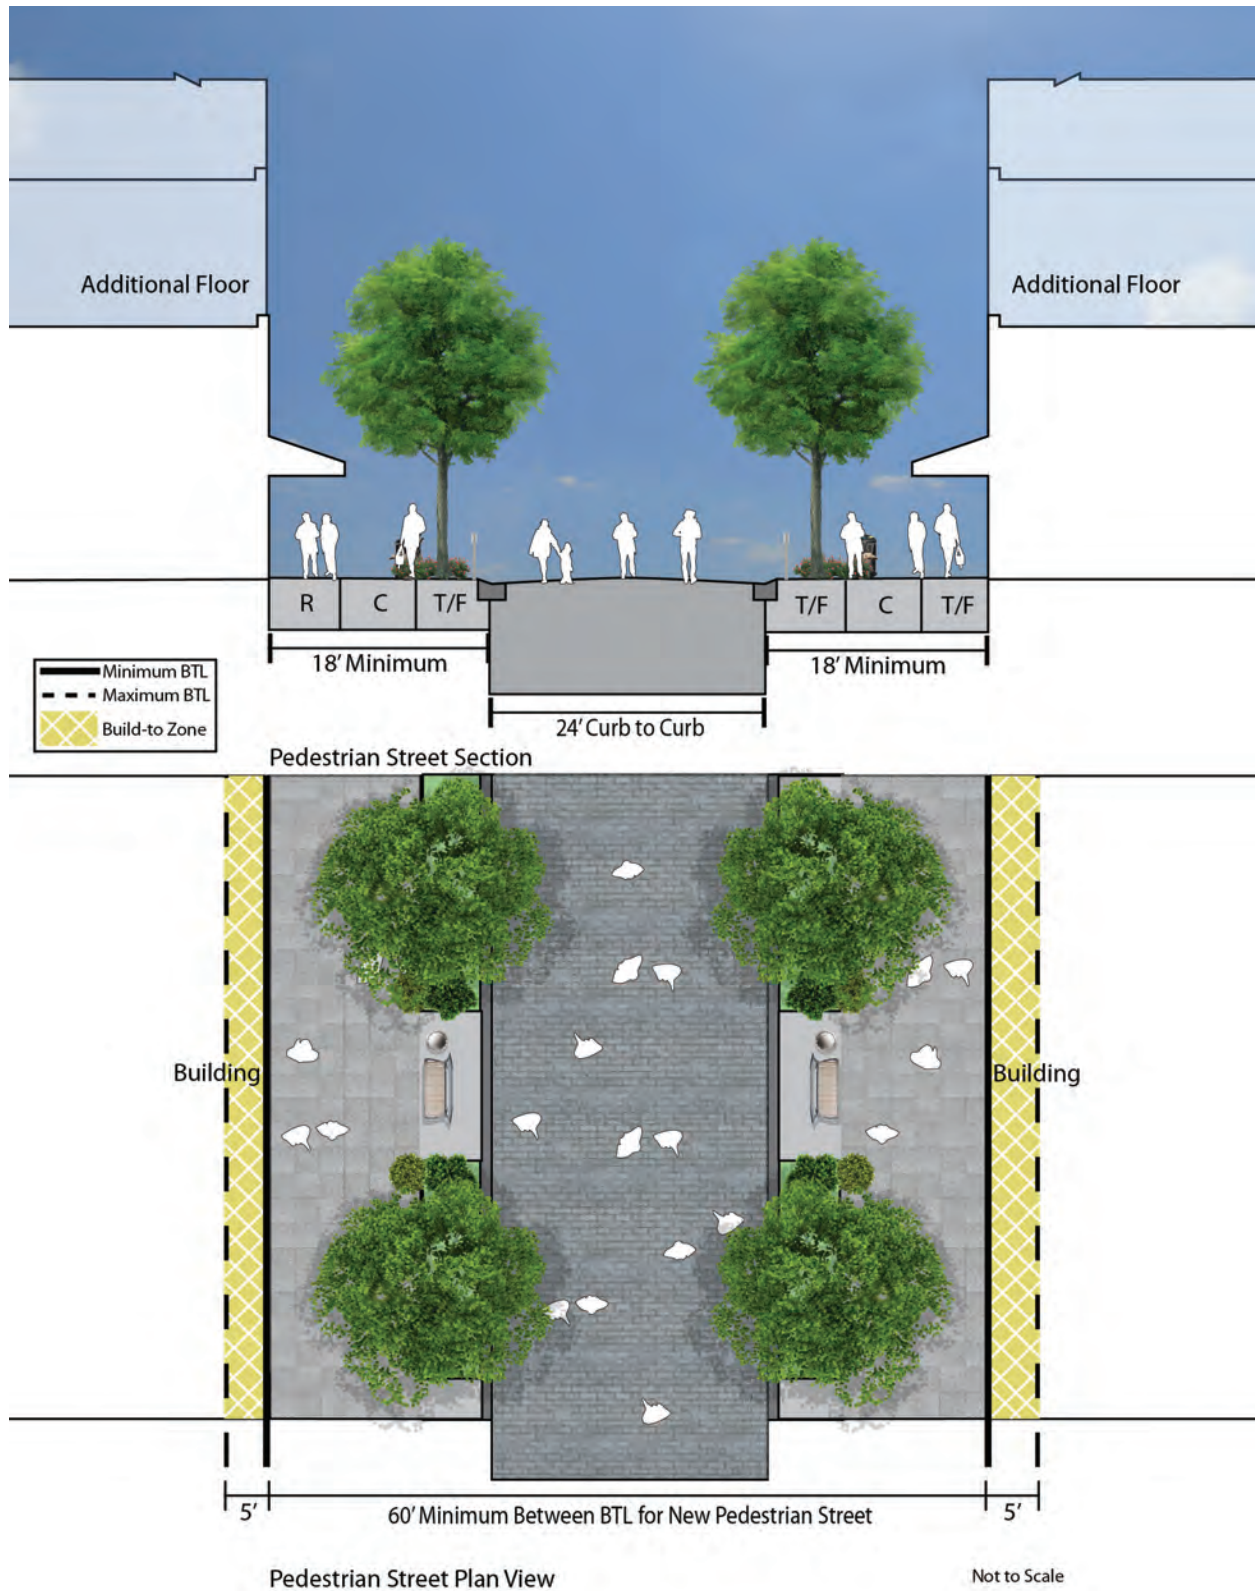 Additional Floor
Additional Floor
R C T/F T/F C T/F
18' Minimum
18' Minimum
24' Curb to Curb
Minimum BTL
Maximum BTL
Build-to Zone
Pedestrian Street Section
Building
Building
5'
60' Minimum Between BTL for New Pedestrian Street
5'
Pedestrian Street Plan View
Not to Scale